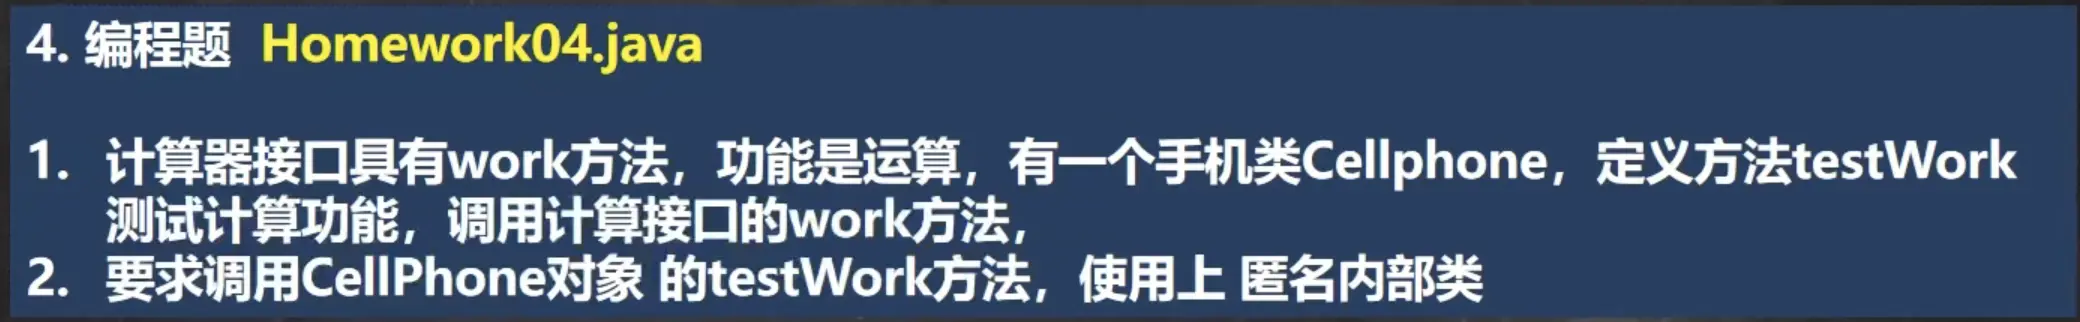 4. 编程题 Homework04.java
1. 计算器接口具有work方法，功能是运算，有一个手机类Cellphone，定义方法testWork
测试计算功能，调用计算接口的work方法，
2. 要求调用CellPhone对象 的testWork方法，使用上 匿名内部类